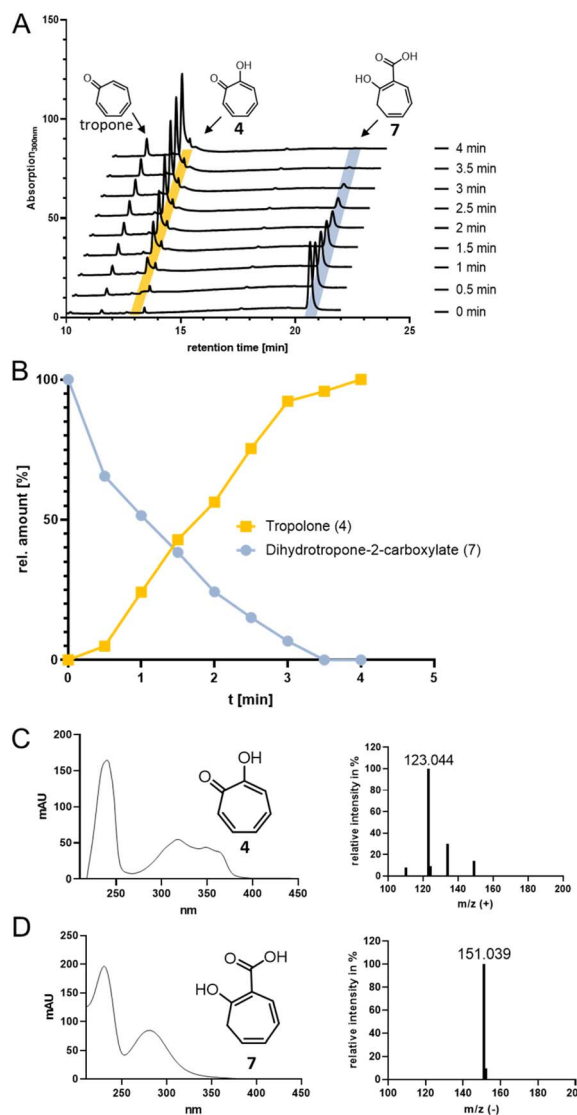 A
150
100
50
0
Absorption300nm
O
tropone
O
OH
4
O
OH
HO
7
4 min
3.5 min
3 min
2.5 min
2 min
1.5 min
1 min
0.5 min
0 min
10
15
20
25
retention time [min]
B
100
50
0
rel. amount [%]
Tropolone (4)
Dihydrotropone-2-carboxylate (7)
0
1
2
3
4
5
t [min]
C
200
150
100
50
0
mAU
O
OH
4
250
300
350
400
450
nm
120
100
80
60
40
20
0
relative intensity in %
123.044
100
120
140
160
180
200
m/z (+)
D
250
200
150
100
50
0
mAU
O
OH
HO
7
250
300
350
400
450
nm
120
100
80
60
40
20
0
relative intensity in %
151.039
100
120
140
160
180
200
m/z (-)